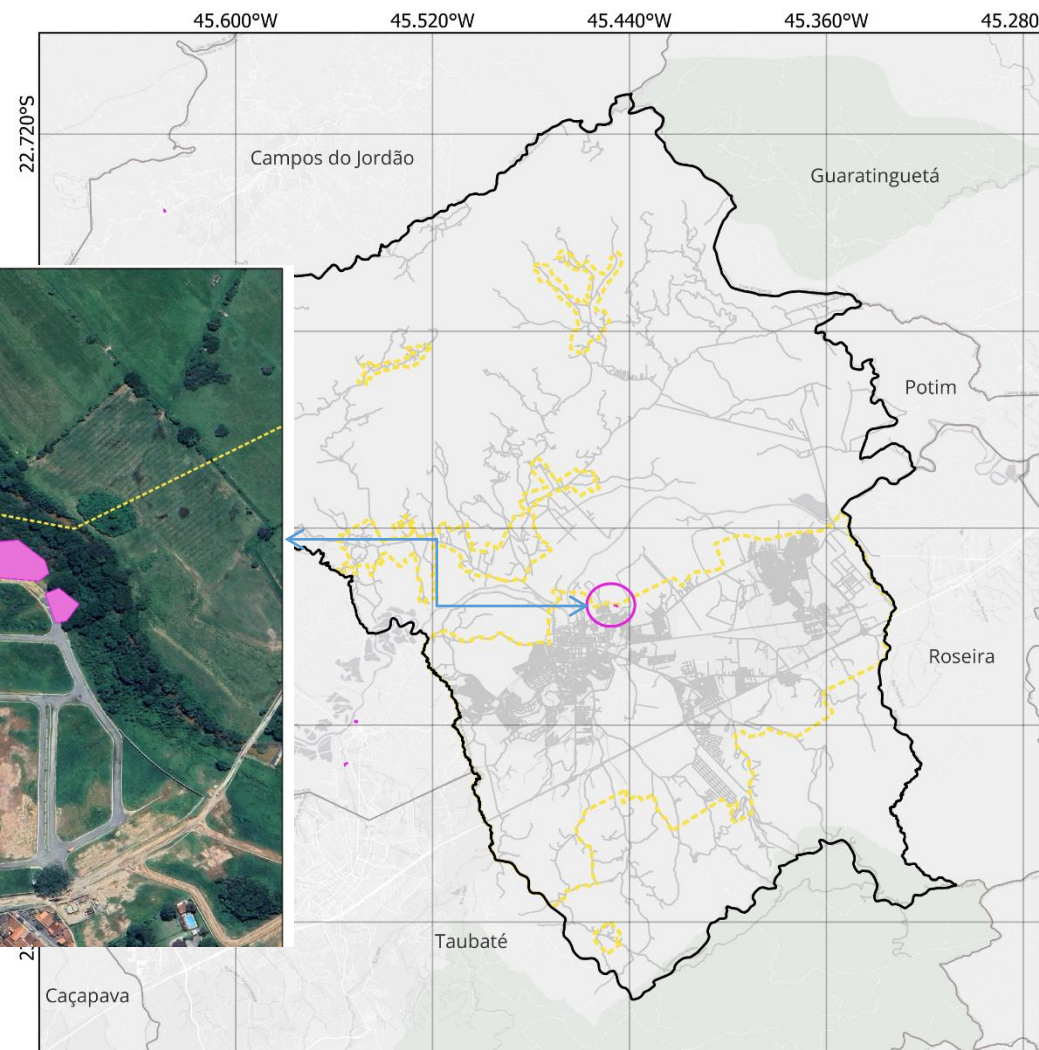 45.600°W 45.520°W 45.440°W 45.360°W 45.280
22.720°S
Campos do Jordão
Guaratinguetá
Potim
Roseira
Taubaté
Caçapava